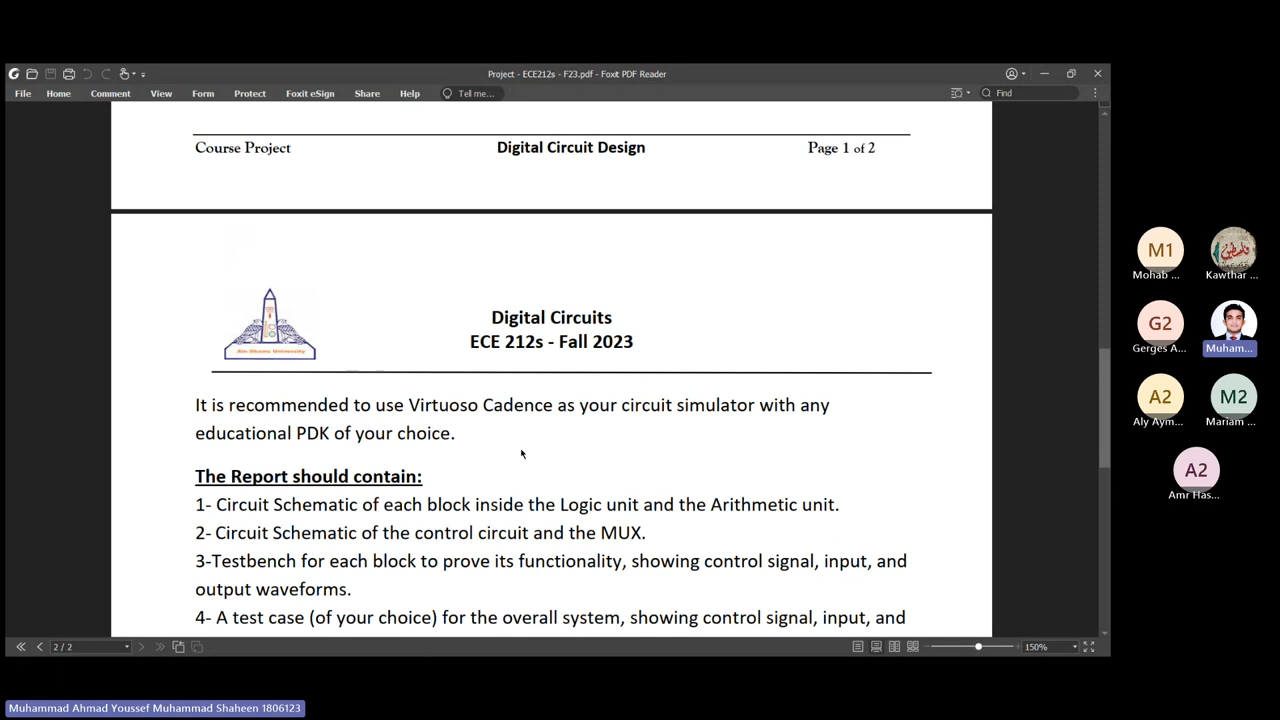 Project - ECE212s - F23.pdf - Foxit PDF Reader
File Home Comment View Form Protect Foxit eSign Share Help Tell me... Find
Course Project Digital Circuit Design Page 1 of 2
Ain Shams University
Digital Circuits
ECE 212s - Fall 2023
It is recommended to use Virtuoso Cadence as your circuit simulator with any
educational PDK of your choice.
The Report should contain:
1- Circuit Schematic of each block inside the Logic unit and the Arithmetic unit.
2- Circuit Schematic of the control circuit and the MUX.
3-Testbench for each block to prove its functionality, showing control signal, input, and
output waveforms.
4- A test case (of your choice) for the overall system, showing control signal, input, and
2 / 2 150%
M1
Mohab ... Kawthar ...
فلسطين
G2
Gerges A... Muham...
A2 M2
Aly Aym... Mariam ...
A2
Amr Has...
Muhammad Ahmad Youssef Muhammad Shaheen 1806123